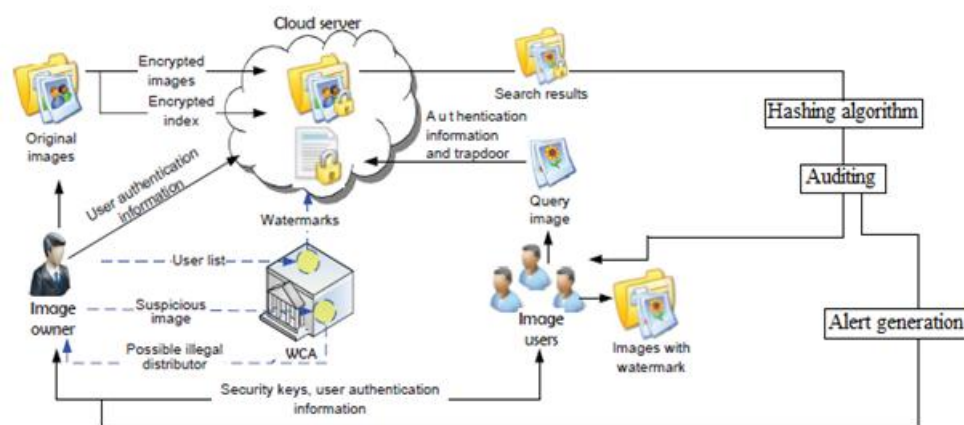 Cloud server
Encrypted
images
Encrypted
index
Original
images
Search results
Hashing algorithm
Authentication
information
and trapdoor
User authentication
information
Auditing
Query
image
Watermarks
User list
Image
owner
Suspicious
image
Image
users
Alert generation
Possible illegal
distributor
WCA
Images with
watermark
Security keys, user authentication
information